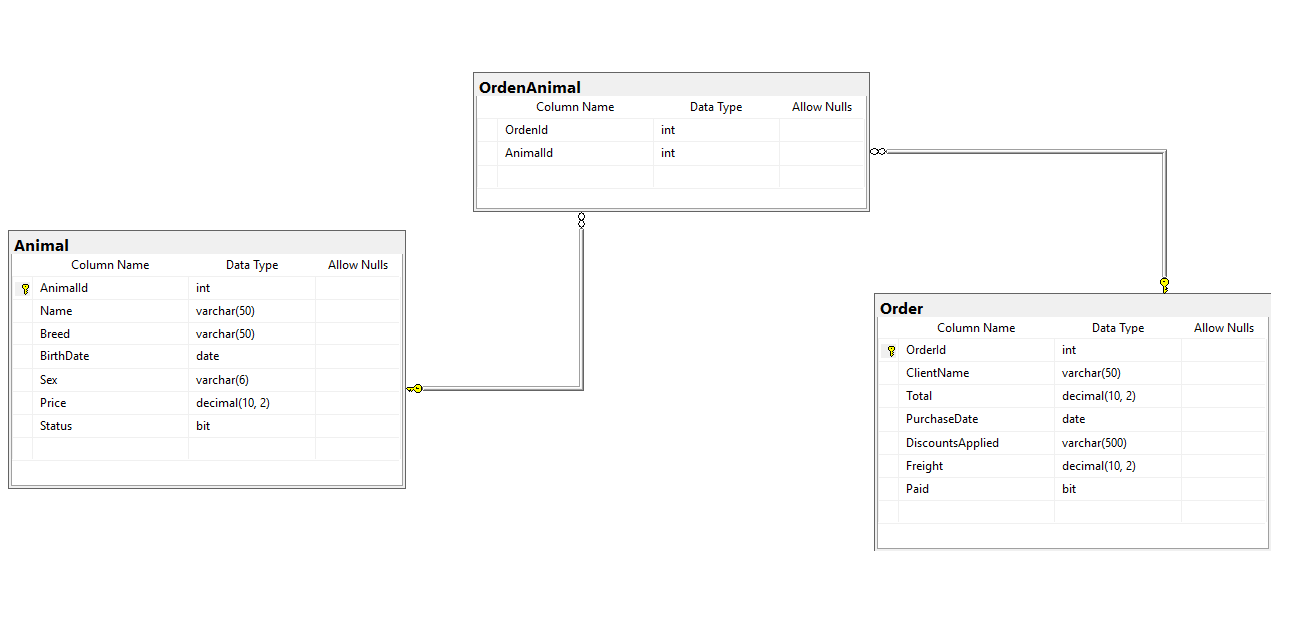 OrdenAnimal
Column Name Data Type Allow Nulls
OrdenId int
AnimalId int
Animal
Column Name Data Type Allow Nulls
AnimalId int
Name varchar(50)
Breed varchar(50)
BirthDate date
Sex varchar(6)
Price decimal(10, 2)
Status bit
Order
Column Name Data Type Allow Nulls
OrderId int
ClientName varchar(50)
Total decimal(10, 2)
PurchaseDate date
DiscountsApplied varchar(500)
Freight decimal(10, 2)
Paid bit